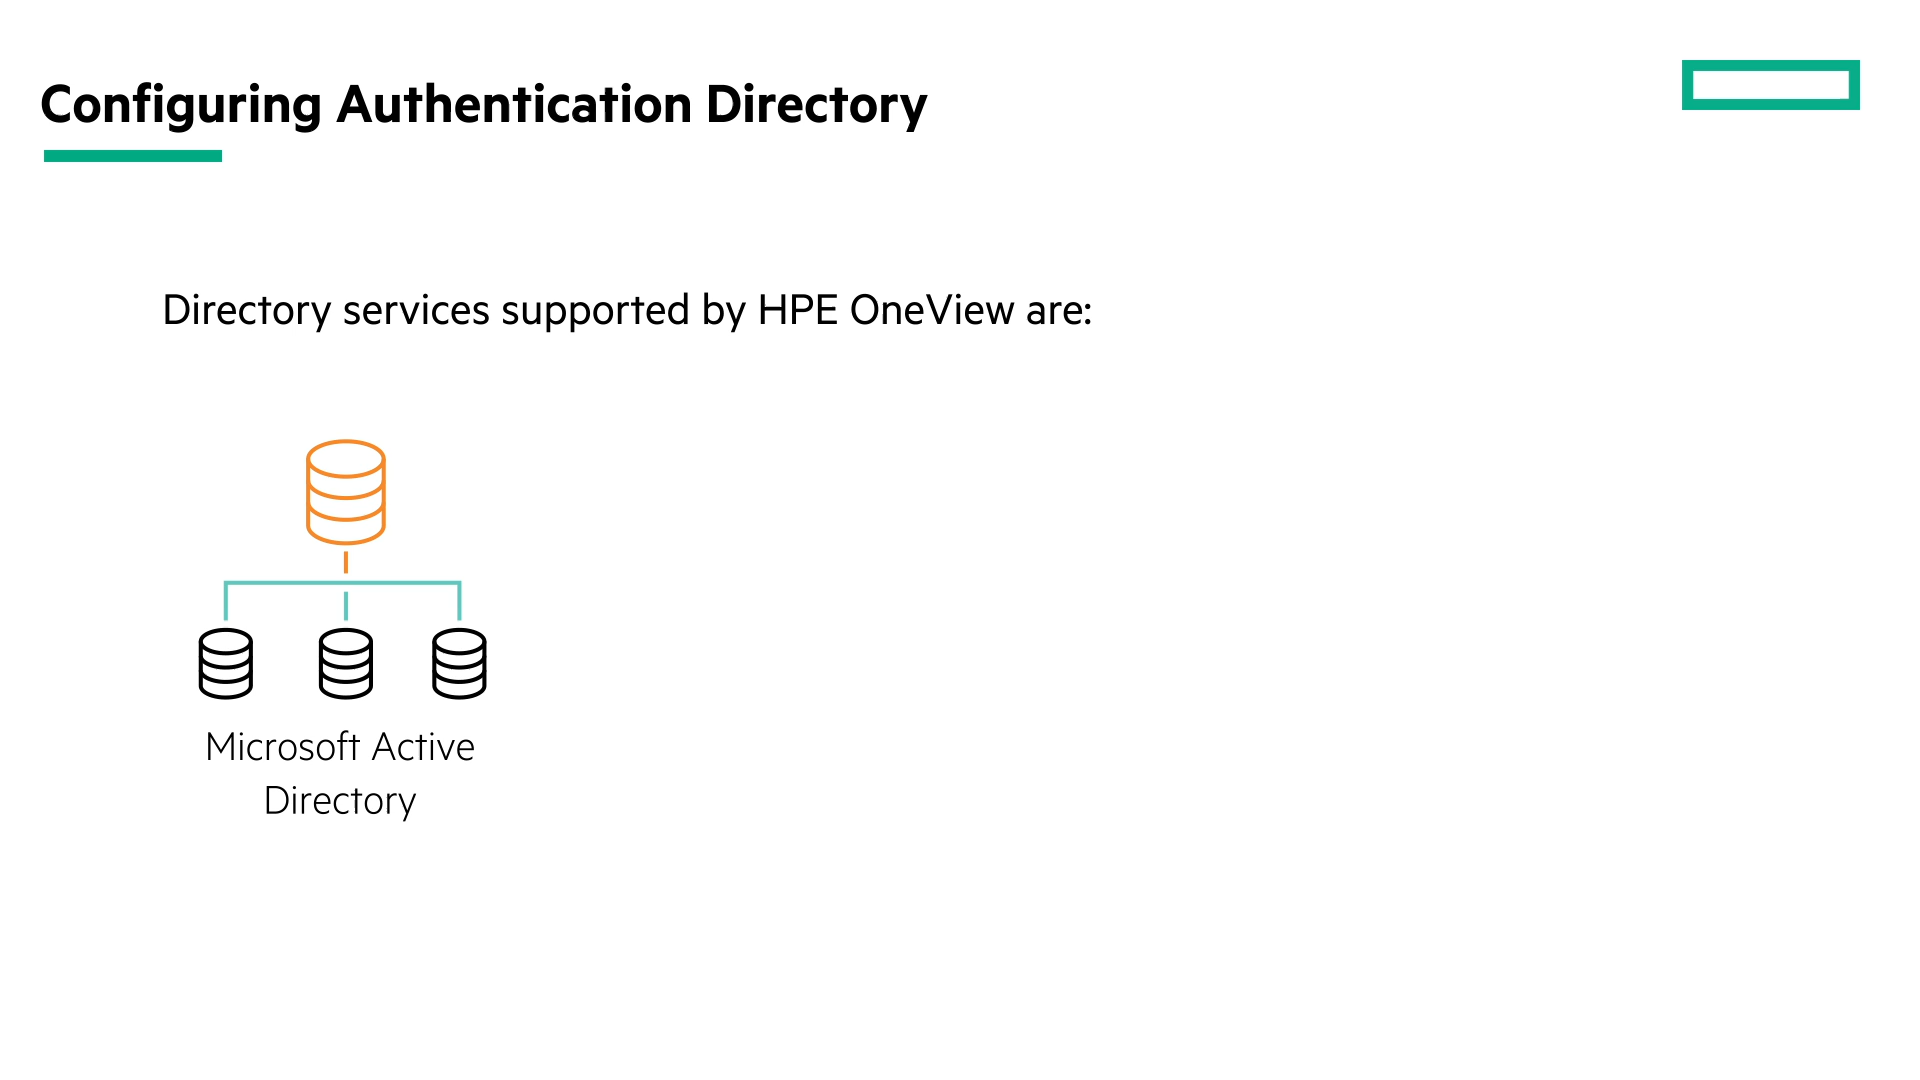 Configuring Authentication Directory
Directory services supported by HPE OneView are:
Microsoft Active
Directory